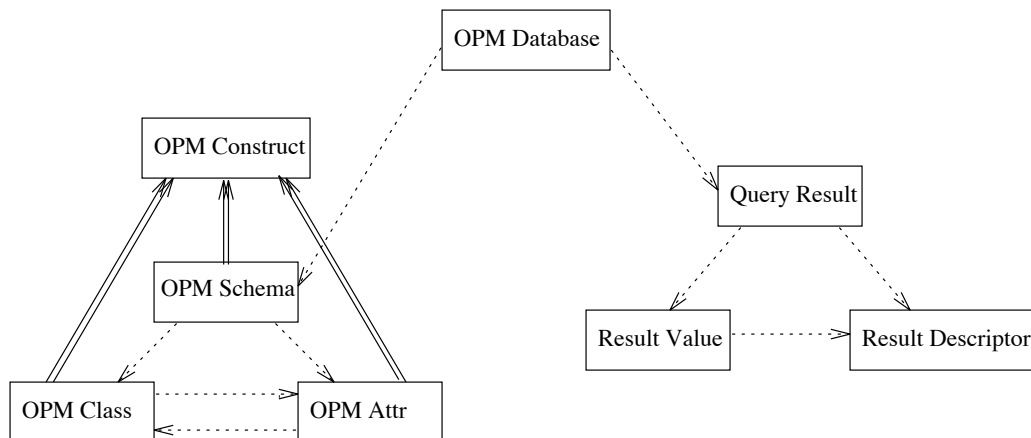 OPM Database
OPM Construct
Query Result
OPM Schema
Result Value
Result Descriptor
OPM Class
OPM Attr